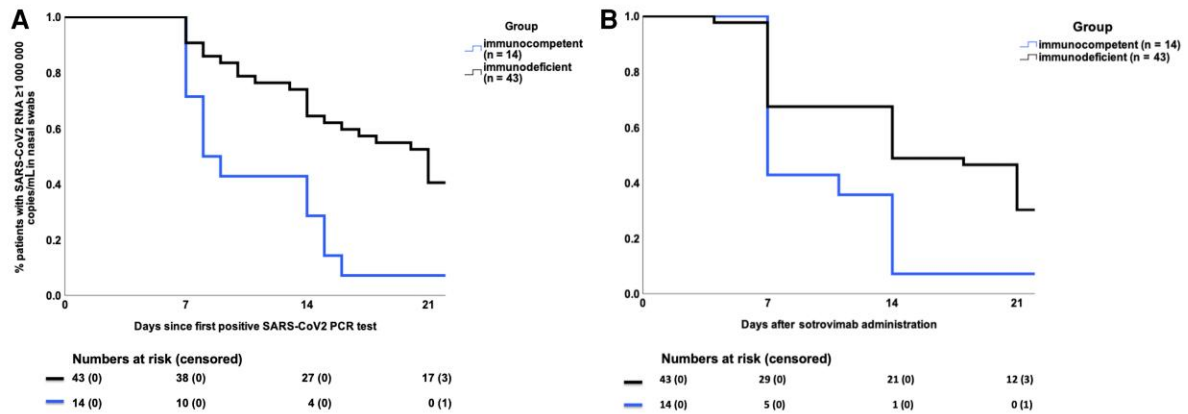 A
Group
immunocompetent
(n = 14)
immunodeficient
(n = 43)
% patients with SARS-CoV2 RNA ≥1 000 000
copies/mL in nasal swabs
1.0
0.8
0.6
0.4
0.2
0.0
0
7
14
21
Days since first positive SARS-CoV2 PCR test
Numbers at risk (censored)
43 (0) 38 (0) 27 (0) 17 (3)
14 (0) 10 (0) 4 (0) 0 (1)
B
Group
immunocompetent (n = 14)
immunodeficient (n = 43)
1.0
0.8
0.6
0.4
0.2
0.0
0
7
14
21
Days after sotrovimab administration
Numbers at risk (censored)
43 (0) 29 (0) 21 (0) 12 (3)
14 (0) 5 (0) 1 (0) 0 (1)